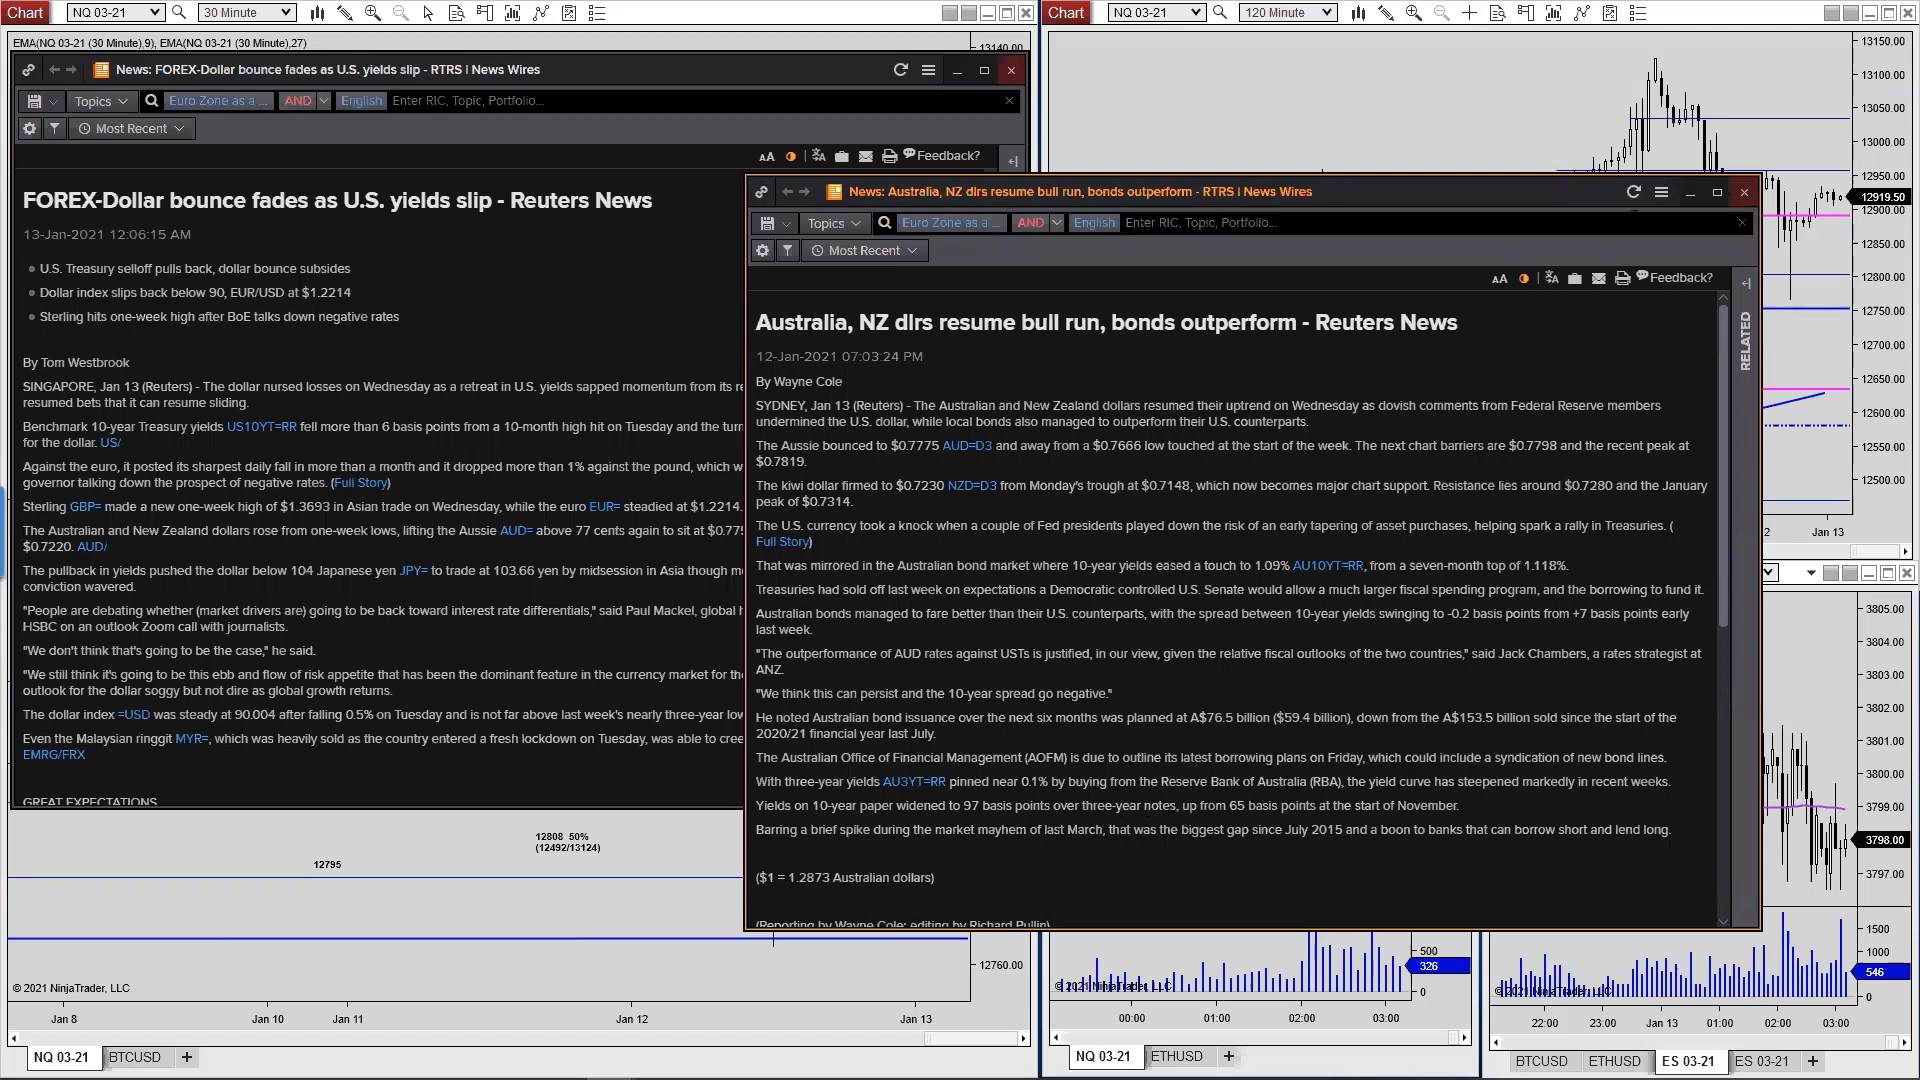 Chart
NQ 03-21
30 Minute
EMA(NQ 03-21 (30 Minute),9), EMA(NQ 03-21 (30 Minute),27)
13140.00
News: FOREX-Dollar bounce fades as U.S. yields slip - RTRS | News Wires
Topics
Euro Zone as a ...
AND
English
Enter RIC, Topic, Portfolio...
Most Recent
AA
Feedback?
FOREX-Dollar bounce fades as U.S. yields slip - Reuters News
13-Jan-2021 12:06:15 AM
U.S. Treasury selloff pulls back, dollar bounce subsides
Dollar index slips back below 90, EUR/USD at $1.2214
Sterling hits one-week high after BoE talks down negative rates
By Tom Westbrook
SINGAPORE, Jan 13 (Reuters) - The dollar nursed losses on Wednesday as a retreat in U.S. yields sapped momentum from its
resumed bets that it can resume sliding.
Benchmark 10-year Treasury yields US10YT=RR fell more than 6 basis points from a 10-month high hit on Tuesday and the
for the dollar. US/
Against the euro, it posted its sharpest daily fall in more than a month and it dropped more than 1% against the pound, which
governor talking down the prospect of negative rates. (Full Story)
Sterling GBP= made a new one-week high of $1.3693 in Asian trade on Wednesday, while the euro EUR= steadied at $1.2214.
The Australian and New Zealand dollars rose from one-week lows, lifting the Aussie AUD= above 77 cents again to sit at
$0.7220. AUD/
The pullback in yields pushed the dollar below 104 Japanese yen JPY= to trade at 103.66 yen by midsession in Asia though
conviction wavered.
"People are debating whether (market drivers are) going to be back toward interest rate differentials," said Paul Mackel, global
HSBC on an outlook Zoom call with journalists.
"We don't think that's going to be the case," he said.
"We still think it's going to be this ebb and flow of risk appetite that has been the dominant feature in the currency market for
outlook for the dollar soggy but not dire as global growth returns.
The dollar index =USD was steady at 90.004 after falling 0.5% on Tuesday and is not far above last week's nearly three-year
Even the Malaysian ringgit MYR=, which was heavily sold as the country entered a fresh lockdown on Tuesday, was able to
EMRG/FRX
GREAT EXPECTATIONS
12808 50%
(12492/13124)
12795
12760.00
© 2021 NinjaTrader, LLC
Jan 8
Jan 10
Jan 11
Jan 12
Jan 13
NQ 03-21
BTCUSD
+
Chart
NQ 03-21
120 Minute
13150.00
13100.00
13050.00
13000.00
12950.00
12919.50
12900.00
12850.00
12800.00
12750.00
12700.00
12650.00
12600.00
12550.00
12500.00
2
Jan 13
News: Australia, NZ dlrs resume bull run, bonds outperform - RTRS | News Wires
Topics
Euro Zone as a ...
AND
English
Enter RIC, Topic, Portfolio...
Most Recent
AA
Feedback?
RELATED
Australia, NZ dlrs resume bull run, bonds outperform - Reuters News
12-Jan-2021 07:03:24 PM
By Wayne Cole
SYDNEY, Jan 13 (Reuters) - The Australian and New Zealand dollars resumed their uptrend on Wednesday as dovish comments from Federal Reserve members
undermined the U.S. dollar, while local bonds also managed to outperform their U.S. counterparts.
The Aussie bounced to $0.7775 AUD=D3 and away from a $0.7666 low touched at the start of the week. The next chart barriers are $0.7798 and the recent peak at
$0.7819.
The kiwi dollar firmed to $0.7230 NZD=D3 from Monday's trough at $0.7148, which now becomes major chart support. Resistance lies around $0.7280 and the January
peak of $0.7314.
The U.S. currency took a knock when a couple of Fed presidents played down the risk of an early tapering of asset purchases, helping spark a rally in Treasuries. (
Full Story)
That was mirrored in the Australian bond market where 10-year yields eased a touch to 1.09% AU10YT=RR, from a seven-month top of 1.118%.
Treasuries had sold off last week on expectations a Democratic controlled U.S. Senate would allow a much larger fiscal spending program, and the borrowing to fund it.
Australian bonds managed to fare better than their U.S. counterparts, with the spread between 10-year yields swinging to -0.2 basis points from +7 basis points early
last week.
"The outperformance of AUD rates against USTs is justified, in our view, given the relative fiscal outlooks of the two countries," said Jack Chambers, a rates strategist at
ANZ.
"We think this can persist and the 10-year spread go negative."
He noted Australian bond issuance over the next six months was planned at A$76.5 billion ($59.4 billion), down from the A$153.5 billion sold since the start of the
2020/21 financial year last July.
The Australian Office of Financial Management (AOFM) is due to outline its latest borrowing plans on Friday, which could include a syndication of new bond lines.
With three-year yields AU3YT=RR pinned near 0.1% by buying from the Reserve Bank of Australia (RBA), the yield curve has steepened markedly in recent weeks.
Yields on 10-year paper widened to 97 basis points over three-year notes, up from 65 basis points at the start of November.
Barring a brief spike during the market mayhem of last March, that was the biggest gap since July 2015 and a boon to banks that can borrow short and lend long.
($1 = 1.2873 Australian dollars)
(Reporting by Wayne Cole; editing by Richard Pullin)
500
326
0
© 2021 NinjaTrader, LLC
00:00
01:00
02:00
03:00
NQ 03-21
ETHUSD
+
3805.00
3804.00
3803.00
3802.00
3801.00
3800.00
3799.00
3798.00
3797.00
1500
1000
546
0
© 2021 NinjaTrader, LLC
22:00
23:00
Jan 13
01:00
02:00
03:00
BTCUSD
ETHUSD
ES 03-21
ES 03-21
+